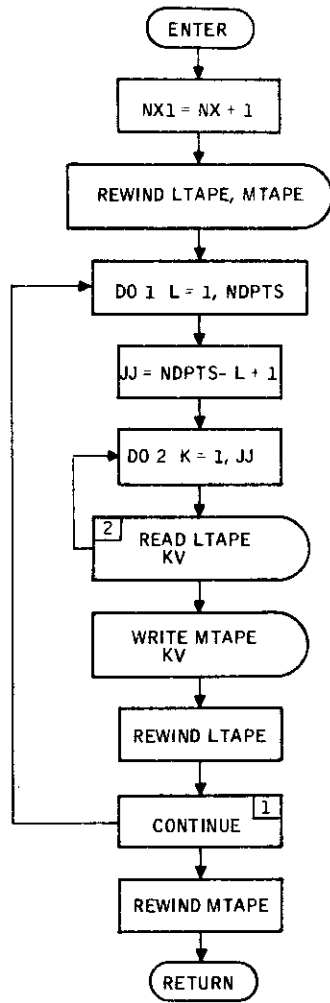 ENTER
NX1 = NX + 1
REWIND LTAPE, MTAPE
DO 1 L = 1, NDPTS
JJ = NDPTS- L + 1
DO 2 K = 1, JJ
2
READ LTAPE
KV
WRITE MTAPE
KV
REWIND LTAPE
1
CONTINUE
REWIND MTAPE
RETURN